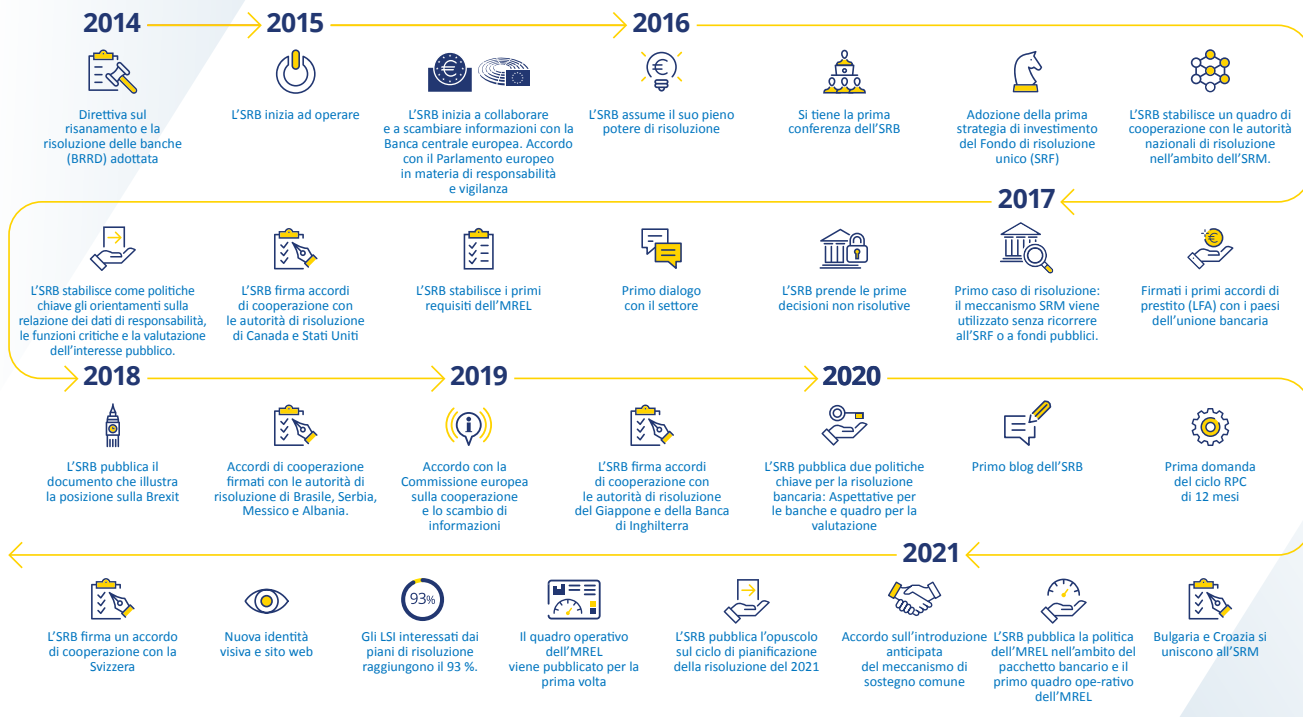 2014
2015
2016
Direttiva sul
risanamento e la
risoluzione delle banche
(BRRD) adottata
L'SRB inizia ad operare
L'SRB inizia a collaborare
e a scambiare informazioni con la
Banca centrale europea. Accordo
con il Parlamento europeo
in materia di responsabilità
e vigilanza
L'SRB assume il suo pieno
potere di risoluzione
Si tiene la prima
conferenza dell'SRB
Adozione della prima
strategia di investimento
del Fondo di risoluzione
unico (SRF)
L'SRB stabilisce un quadro di
cooperazione con le autorità
nazionali di risoluzione
nell'ambito dell'SRM.
2017
L'SRB stabilisce come politiche
chiave gli orientamenti sulla
relazione dei dati di responsabilità,
le funzioni critiche e la valutazione
dell'interesse pubblico.
L'SRB firma accordi
di cooperazione con
le autorità di risoluzione
di Canada e Stati Uniti
L'SRB stabilisce i primi
requisiti dell'MREL
Primo dialogo
con il settore
L'SRB prende le prime
decisioni non risolutive
Primo caso di risoluzione:
il meccanismo SRM viene
utilizzato senza ricorrere
all'SRF o a fondi pubblici.
Firmati i primi accordi di
prestito (LFA) con i paesi
dell'unione bancaria
2018
2019
2020
L'SRB pubblica il
documento che illustra
la posizione sulla Brexit
Accordi di cooperazione
firmati con le autorità di
risoluzione di Brasile, Serbia,
Messico e Albania.
Accordo con la
Commissione europea
sulla cooperazione
e lo scambio di
informazioni
L'SRB firma accordi
di cooperazione con
le autorità di risoluzione
del Giappone e della Banca
di Inghilterra
L'SRB pubblica due politiche
chiave per la risoluzione
bancaria: Aspettative per
le banche e quadro per la
valutazione
Primo blog dell'SRB
Prima domanda
del ciclo RPC
di 12 mesi
2021
L'SRB firma un accordo
di cooperazione con la
Svizzera
Nuova identità
visiva e sito web
93%
Gli LSI interessati dai
piani di risoluzione
raggiungono il 93 %.
Il quadro operativo
dell'MREL
viene pubblicato per la
prima volta
L'SRB pubblica l'opuscolo
sul ciclo di pianificazione
della risoluzione del 2021
Accordo sull'introduzione
anticipata
del meccanismo di
sostegno comune
L'SRB pubblica la politica
dell'MREL nell'ambito del
pacchetto bancario e il
primo quadro ope-rativo
dell'MREL
Bulgaria e Croazia si
uniscono all'SRM